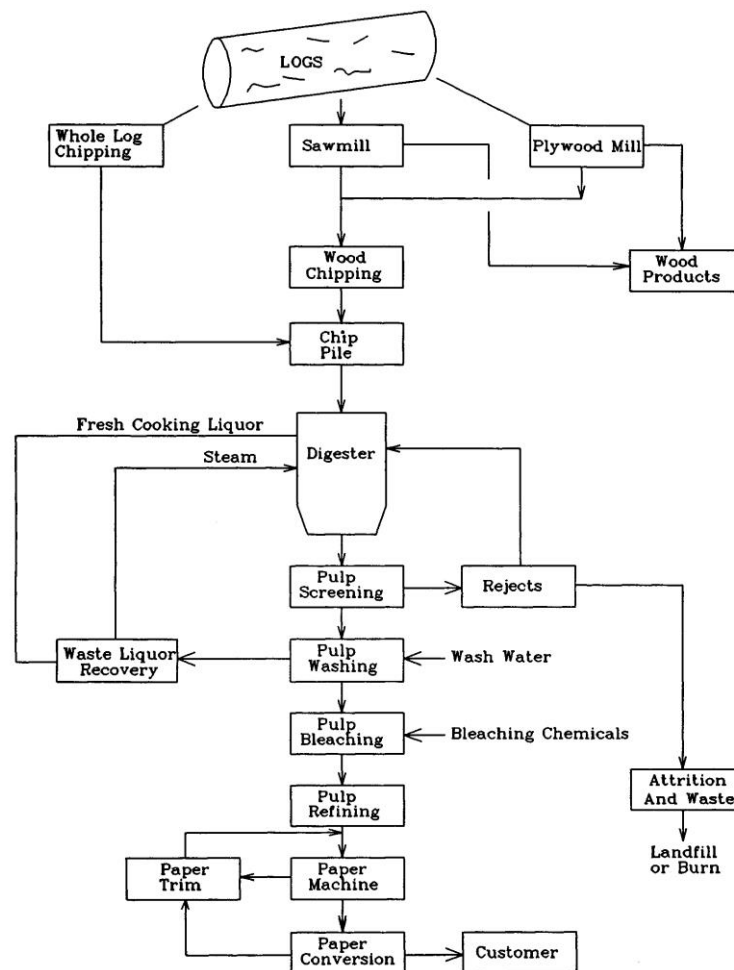 LOGS
Whole Log
Chipping
Sawmill
Plywood Mill
Wood
Chipping
Wood
Products
Chip
Pile
Fresh Cooking Liquor
Steam
Digester
Pulp
Screening
Rejects
Waste Liquor
Recovery
Pulp
Washing
Wash Water
Pulp
Bleaching
Bleaching Chemicals
Attrition
And Waste
Pulp
Refining
Landfill
or Burn
Paper
Trim
Paper
Machine
Paper
Conversion
Customer